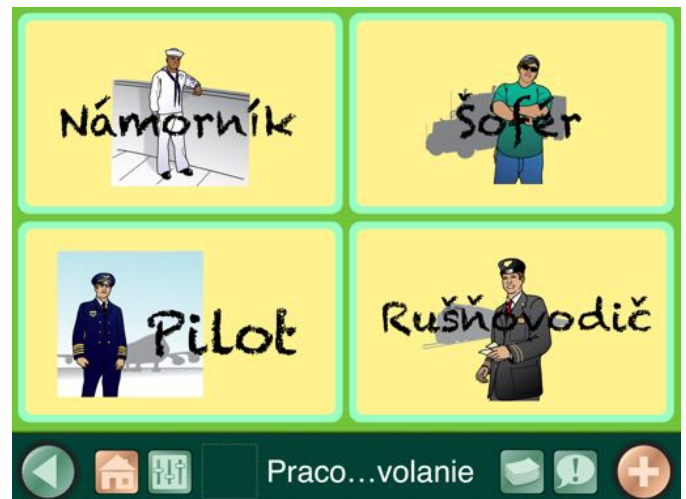 Námorník
Šofér
Pilot
Rušňovodič
Praco…volanie